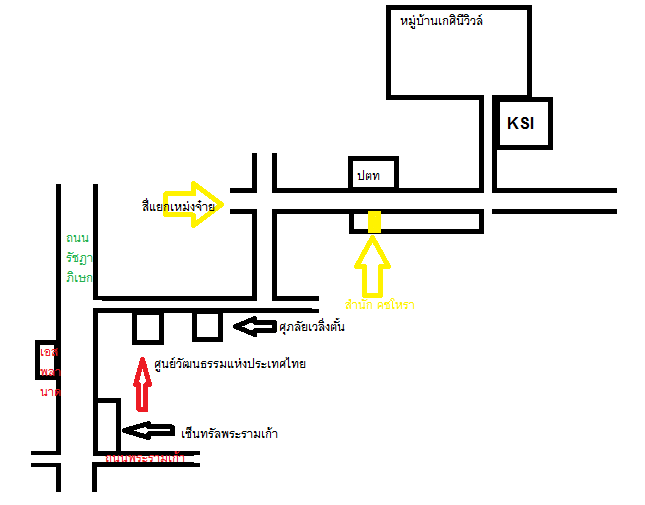 หมู่บ้านเกศินีวิวล์
KSI
ปตท
สี่แยกเหม่งจ๋าย
ถนน
รัชฎา
ภิเษก
สำนัก คชโหรา
ศุภลัยเวลิ่งตั้น
เอส
พลา
นาด
ศูนย์วัฒนธรรมแห่งประเทศไทย
เซ็นทรัลพระรามเก้า
ถนนพระรามเก้า